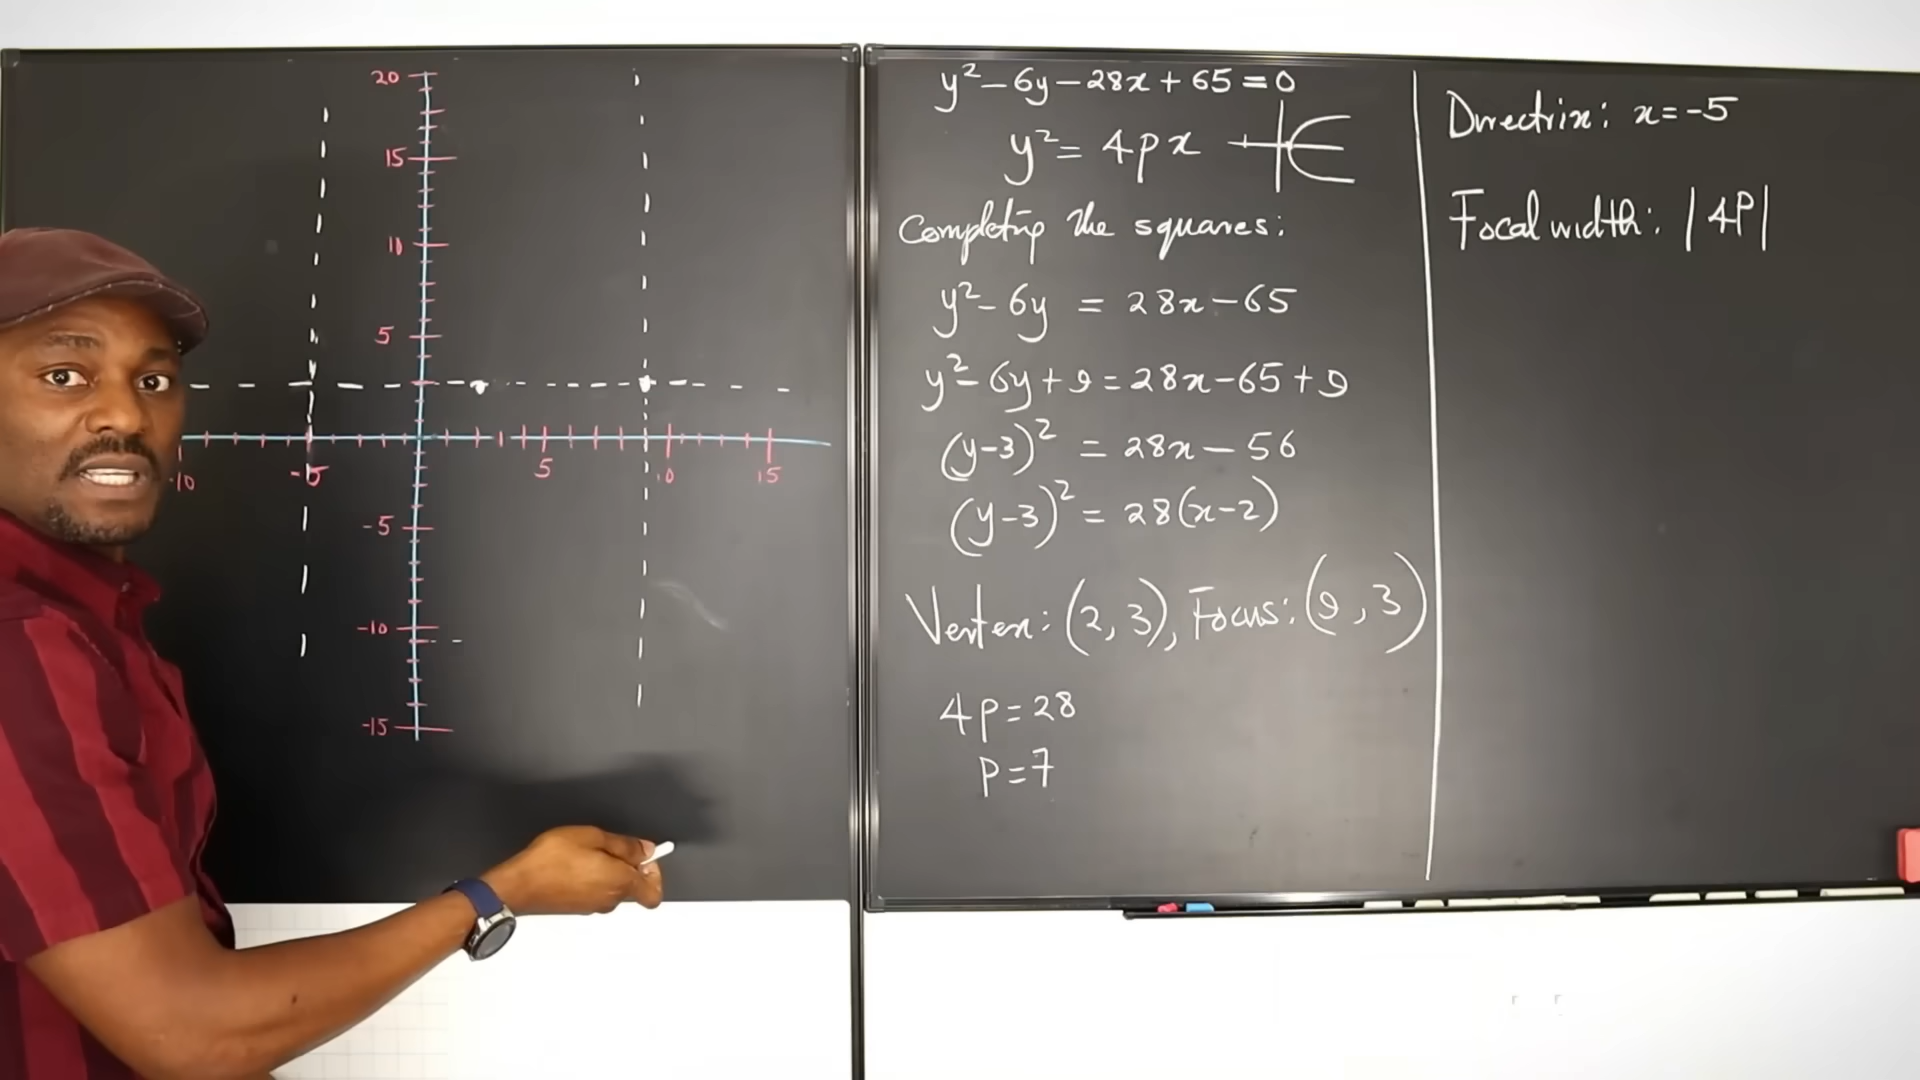 20
15
10
5
-10
-5
5
10
15
-5
-10
-15
y² - 6y - 28x + 65 = 0
y² = 4px
Completing the squares:
y² - 6y = 28x - 65
y² - 6y + 9 = 28x - 65 + 9
(y-3)² = 28x - 56
(y-3)² = 28(x-2)
Vertex: (2, 3), Focus: (9, 3)
4p = 28
p = 7
Directrix: x = -5
Focal width: |4P|